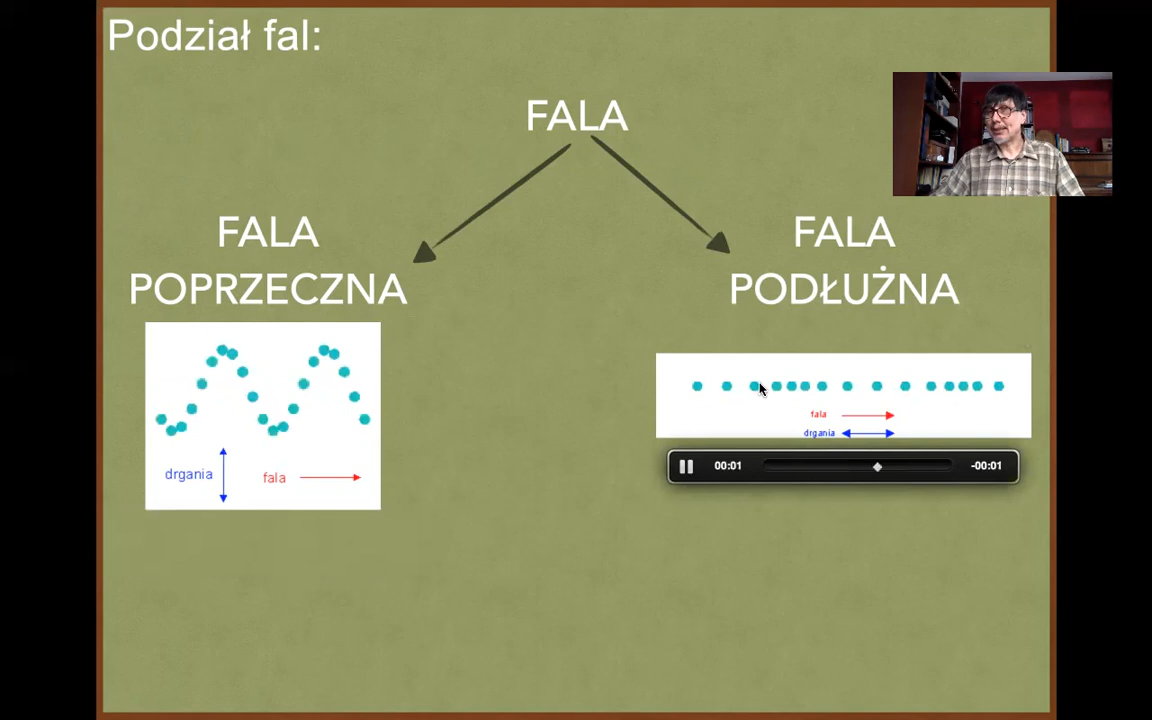 Podział fal:
FALA
FALA
POPRZECZNA
FALA
PODŁUŻNA
drgania
fala
fala
drgania
00:01
-00:01